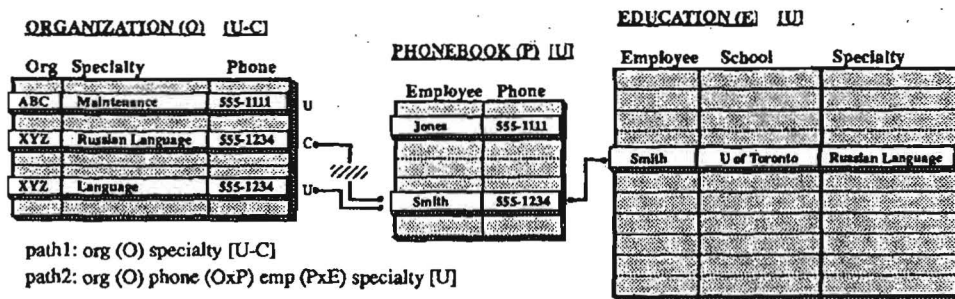 ORGANIZATION (O) [U-C]
Org Specialty Phone
ABC Maintenance 555-1111 U
XYZ Russian Language 555-1234 C
XYZ Language 555-1234 U
PHONEBOOK (P) [U]
Employee Phone
Jones 555-1111
Smith 555-1234
EDUCATION (E) [U]
Employee School Specialty
Smith U of Toronto Russian Language
path1: org (O) specialty [U-C]
path2: org (O) phone (OxP) emp (PxE) specialty [U]